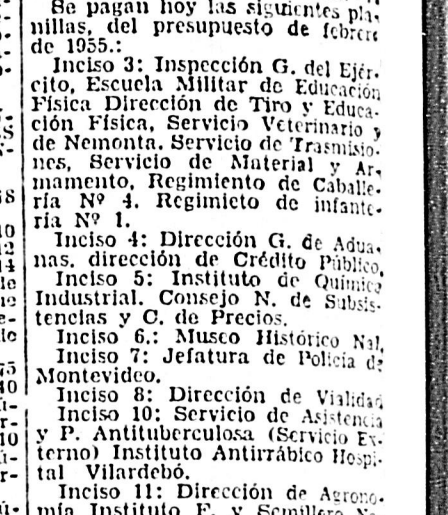 Se pagan hoy las siguientes pla-
nillas, del presupuesto de febrere
de 1955.:
Inciso 3: Inspección G. del Ejér-
cito, Escuela Militar de Educación
Física Dirección de Tiro y Educa-
ción Física, Servicio Veterinario y
de Nemonta. Servicio de Trasmisio-
nes, Servicio de Material y Ar-
mamento, Regimiento de Caballe-
ría Nº 4. Regimieto de infante-
ría Nº 1.
Inciso 4: Dirección G. de Adua-
nas. dirección de Crédito Público,
Inciso 5: Instituto de Química
Industrial. Consejo N. de Subsis-
tencias y C. de Precios.
Inciso 6.: Museo Histórico Nal.
Inciso 7: Jefatura de Policía de
Montevideo.
Inciso 8: Dirección de Vialidad
Inciso 10: Servicio de Asistencia
y P. Antituberculosa (Servicio Ex-
terno) Instituto Antirrábico Hospi-
tal Vilardebó.
Inciso 11: Dirección de Agrono-
mía Instituto F. y Semillero